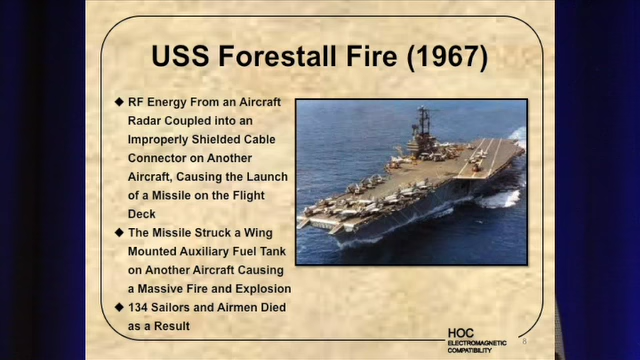 USS Forestall Fire (1967)
◆ RF Energy From an Aircraft
Radar Coupled into an
Improperly Shielded Cable
Connector on Another
Aircraft, Causing the Launch
of a Missile on the Flight
Deck
◆ The Missile Struck a Wing
Mounted Auxiliary Fuel Tank
on Another Aircraft Causing
a Massive Fire and Explosion
◆ 134 Sailors and Airmen Died
as a Result
HOC
ELECTROMAGNETIC
COMPATIBILITY
8